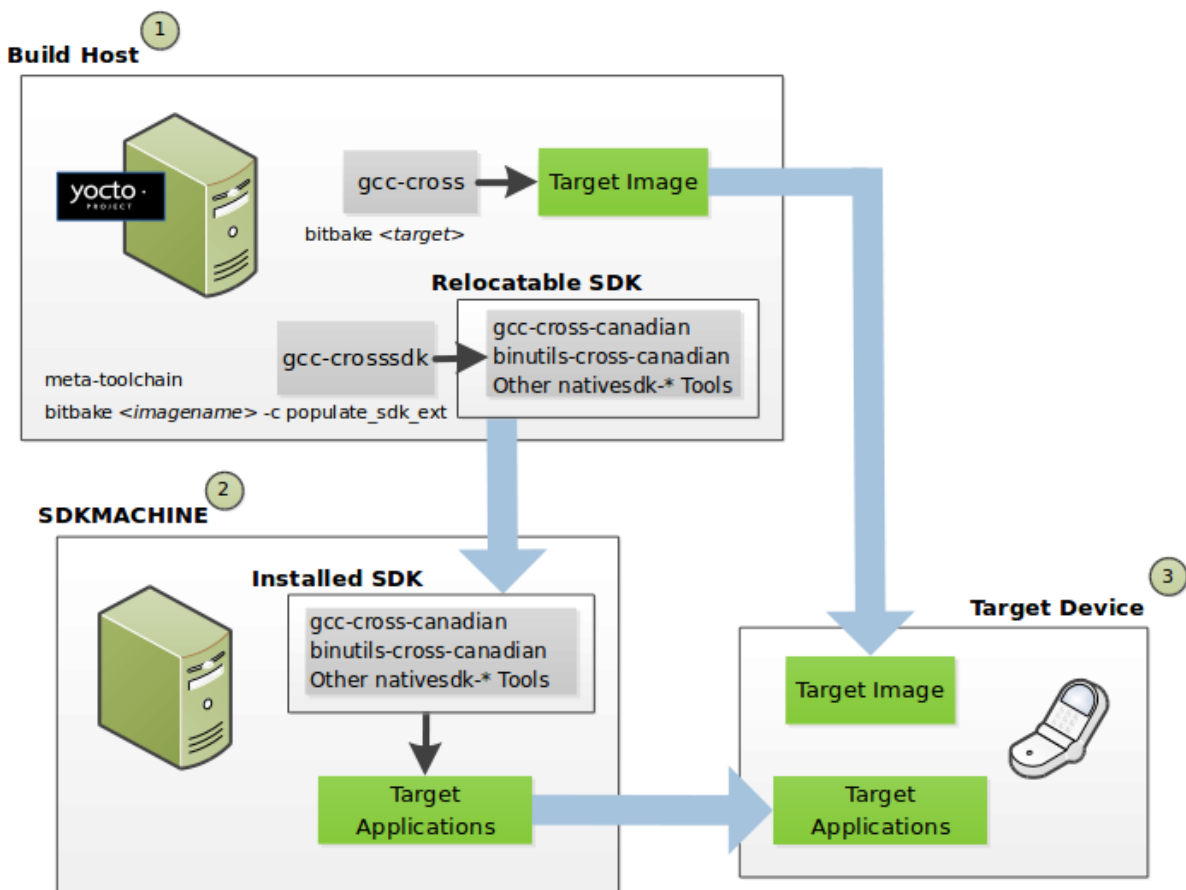 1
Build Host
yocto ·
PROJECT
gcc-cross
Target Image
bitbake <target>
Relocatable SDK
gcc-crosssdk
gcc-cross-canadian
binutils-cross-canadian
Other nativesdk-* Tools
meta-toolchain
bitbake <imagename> -c populate_sdk_ext
2
SDKMACHINE
Installed SDK
gcc-cross-canadian
binutils-cross-canadian
Other nativesdk-* Tools
Target
Applications
3
Target Device
Target Image
Target
Applications